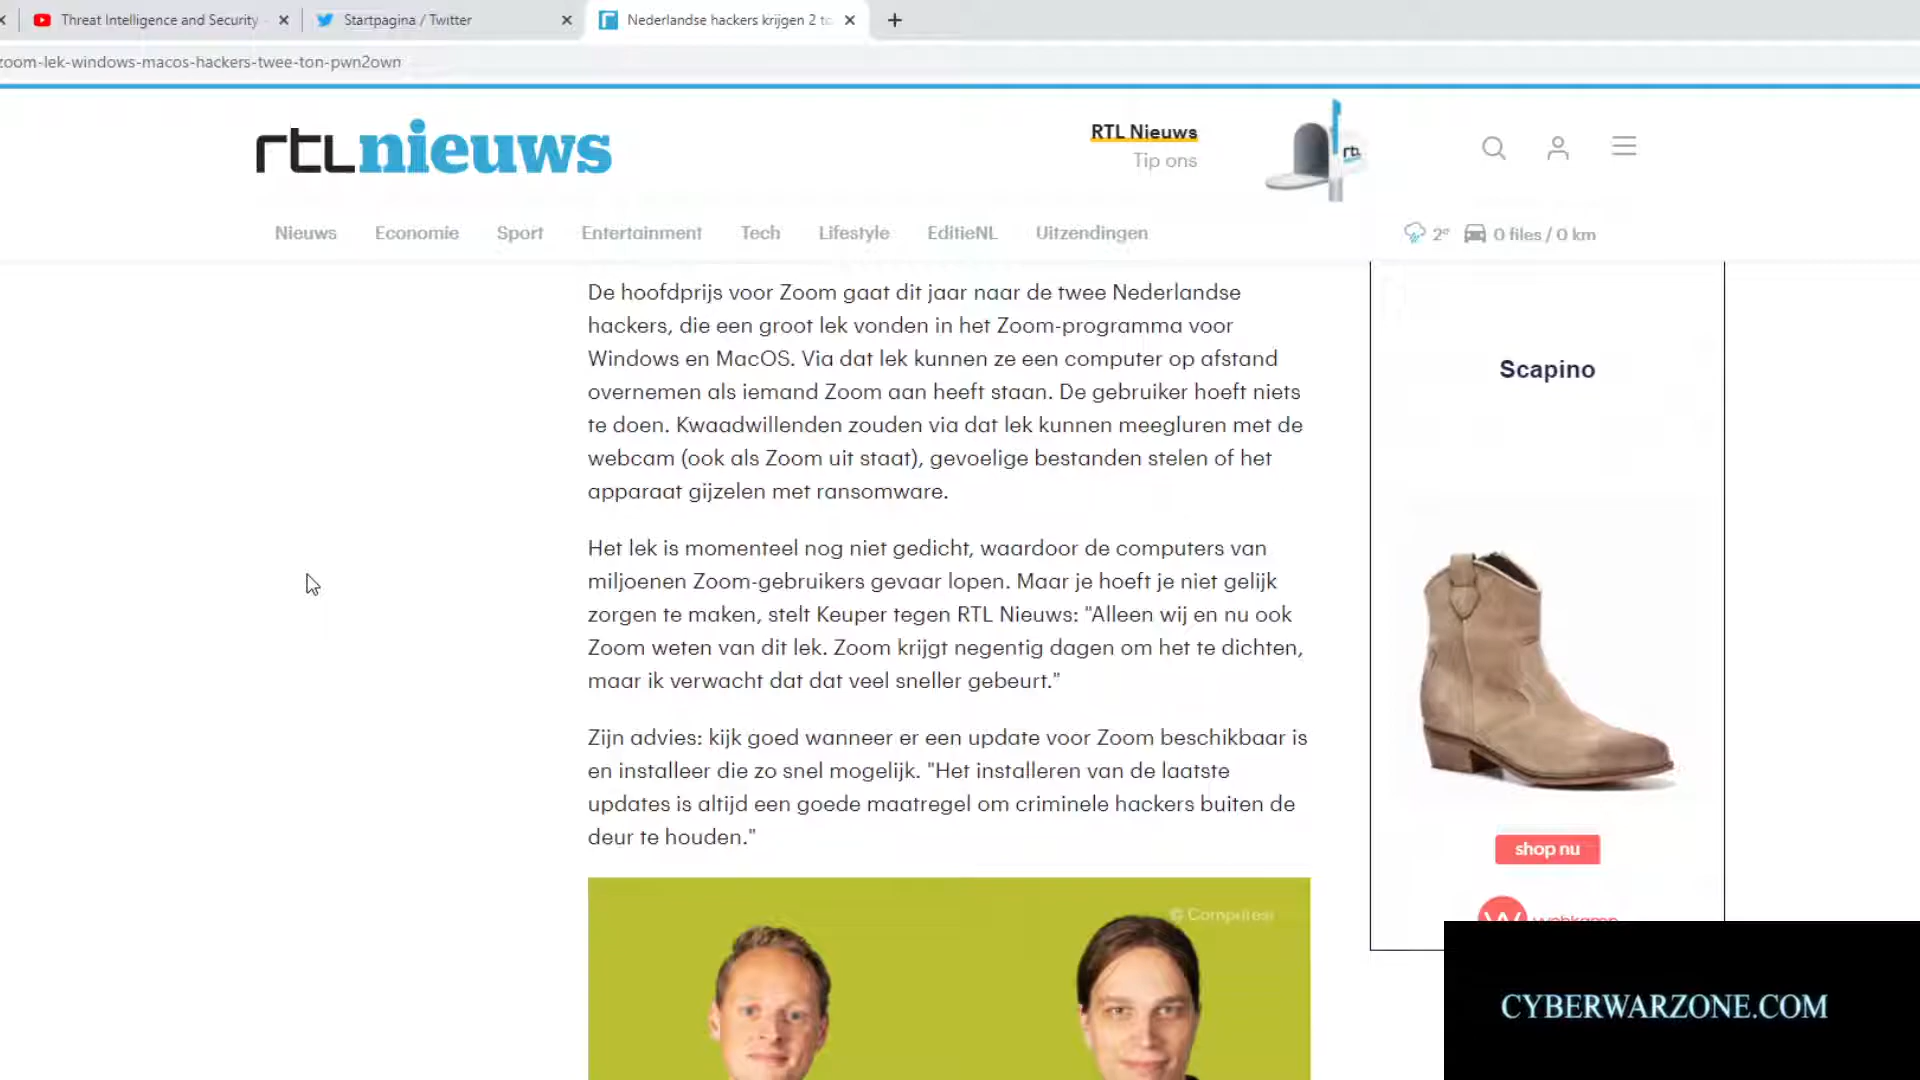 Threat Intelligence and Security
Startpagina / Twitter
Nederlandse hackers krijgen 2 to
zoom-lek-windows-macos-hackers-twee-ton-pwn2own
rtlnieuws
RTL Nieuws
Tip ons
rtl
Nieuws Economie Sport Entertainment Tech Lifestyle EditieNL Uitzendingen
2° 0 files / 0 km
De hoofdprijs voor Zoom gaat dit jaar naar de twee Nederlandse
hackers, die een groot lek vonden in het Zoom-programma voor
Windows en MacOS. Via dat lek kunnen ze een computer op afstand
overnemen als iemand Zoom aan heeft staan. De gebruiker hoeft niets
te doen. Kwaadwillenden zouden via dat lek kunnen meegluren met de
webcam (ook als Zoom uit staat), gevoelige bestanden stelen of het
apparaat gijzelen met ransomware.
Het lek is momenteel nog niet gedicht, waardoor de computers van
miljoenen Zoom-gebruikers gevaar lopen. Maar je hoeft je niet gelijk
zorgen te maken, stelt Keuper tegen RTL Nieuws: "Alleen wij en nu ook
Zoom weten van dit lek. Zoom krijgt negentig dagen om het te dichten,
maar ik verwacht dat dat veel sneller gebeurt."
Zijn advies: kijk goed wanneer er een update voor Zoom beschikbaar is
en installeer die zo snel mogelijk. "Het installeren van de laatste
updates is altijd een goede maatregel om criminele hackers buiten de
deur te houden."
© Computest
Scapino
shop nu
CYBERWARZONE.COM